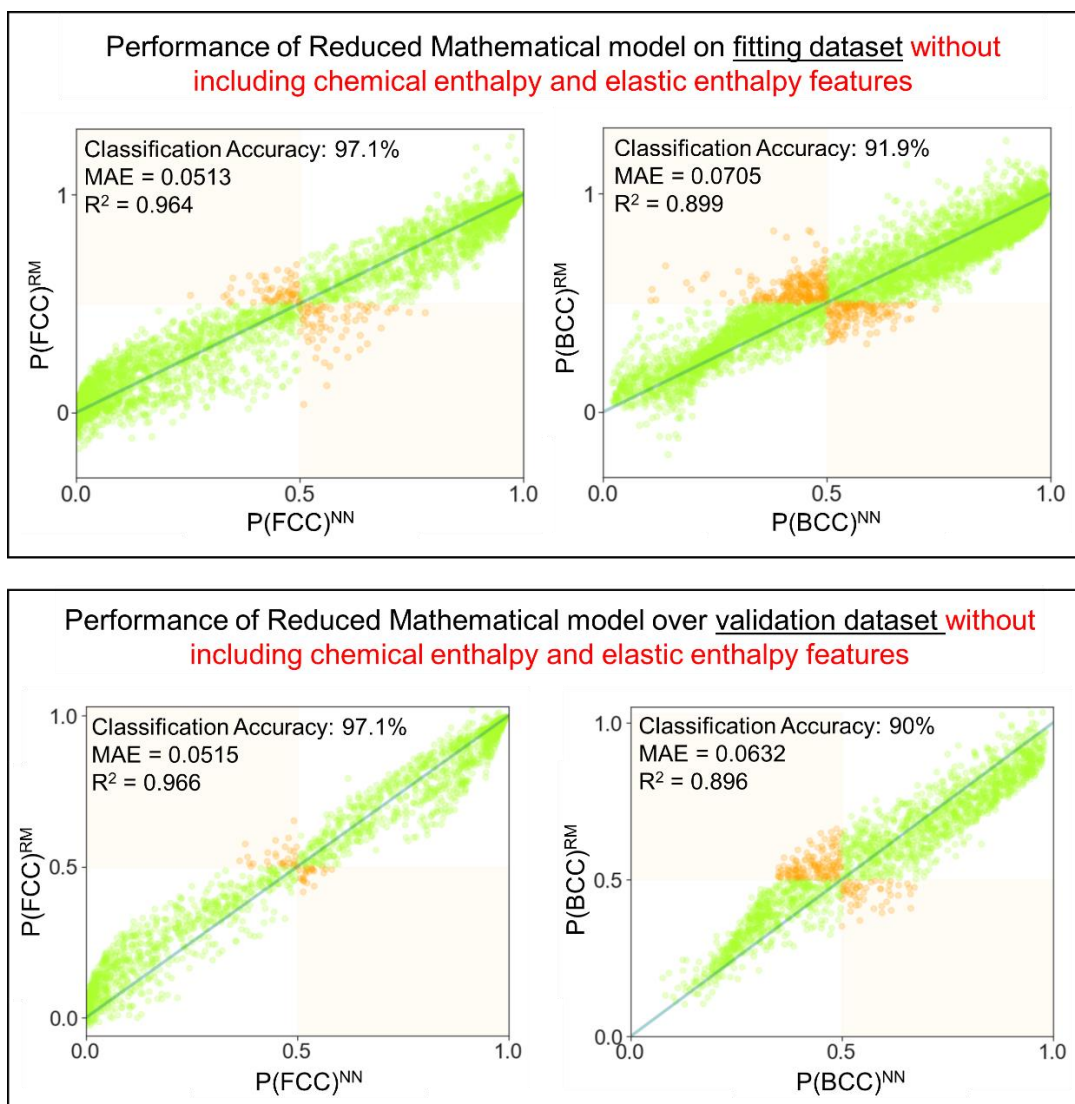 Performance of Reduced Mathematical model on fitting dataset without
including chemical enthalpy and elastic enthalpy features
Classification Accuracy: 97.1%
MAE = 0.0513
R² = 0.964
1
0
P(FCC)ᴿᴹ
0.0
0.5
1.0
P(FCC)ᴺᴺ
Classification Accuracy: 91.9%
MAE = 0.0705
R² = 0.899
1
0
P(BCC)ᴿᴹ
0.0
0.5
1.0
P(BCC)ᴺᴺ
Performance of Reduced Mathematical model over validation dataset without
including chemical enthalpy and elastic enthalpy features
Classification Accuracy: 97.1%
MAE = 0.0515
R² = 0.966
1.0
0.5
0.0
P(FCC)ᴿᴹ
0.0
0.5
1.0
P(FCC)ᴺᴺ
Classification Accuracy: 90%
MAE = 0.0632
R² = 0.896
1.0
0.5
0.0
P(BCC)ᴿᴹ
0.0
0.5
1.0
P(BCC)ᴺᴺ